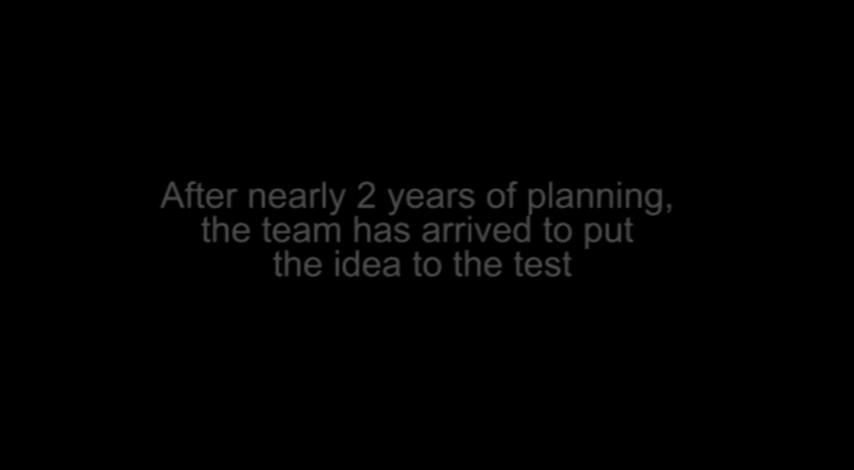 After nearly 2 years of planning,
the team has arrived to put
the idea to the test